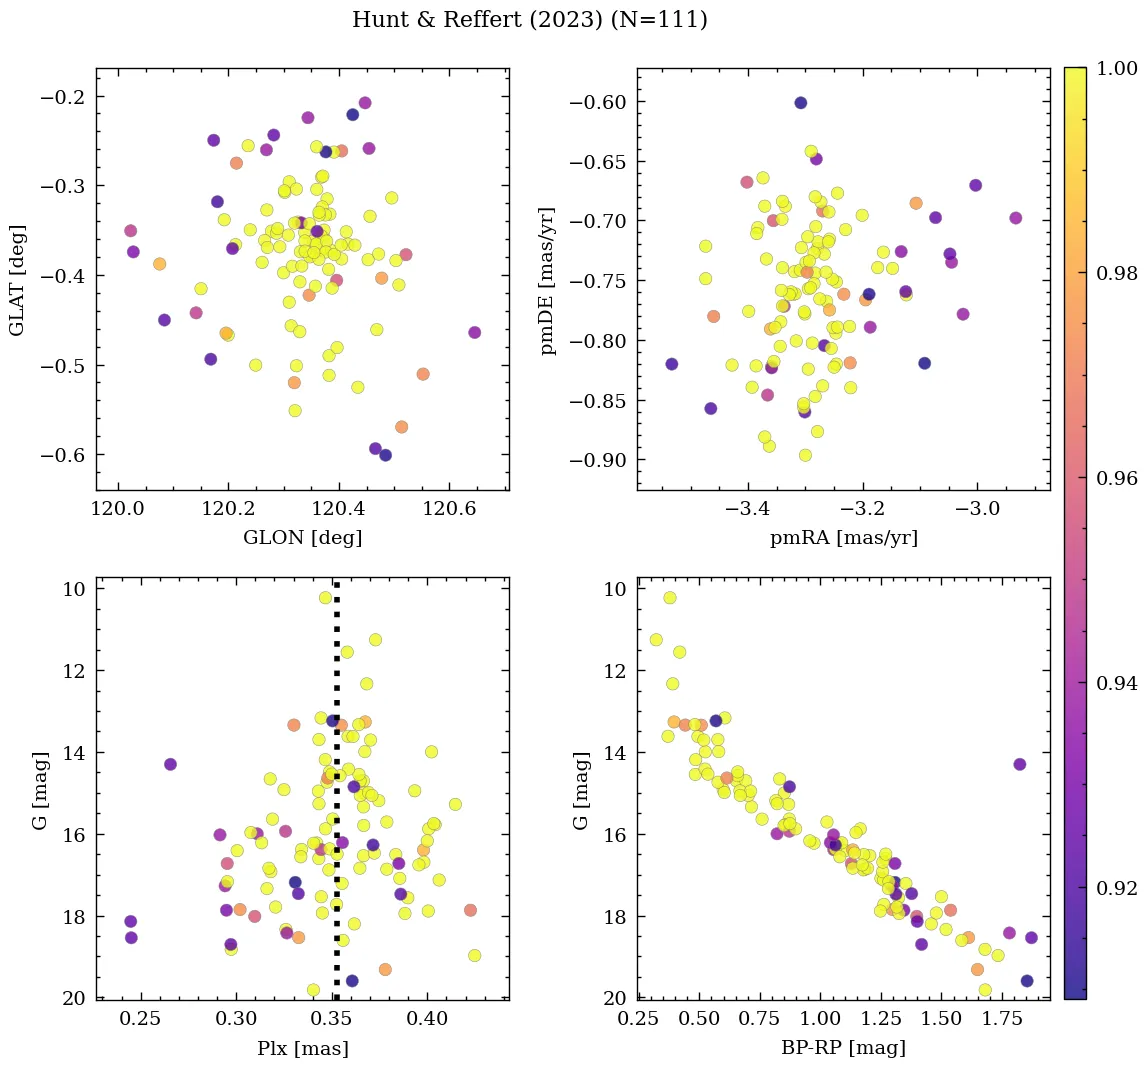 Hunt & Reffert (2023) (N=111)
−0.2
−0.3
−0.4
−0.5
−0.6
GLAT [deg]
120.0 120.2 120.4 120.6
GLON [deg]
−0.60
−0.65
−0.70
−0.75
−0.80
−0.85
−0.90
pmDE [mas/yr]
−3.4 −3.2 −3.0
pmRA [mas/yr]
1.00
0.98
0.96
0.94
0.92
10
12
14
16
18
20
G [mag]
0.25 0.30 0.35 0.40
Plx [mas]
10
12
14
16
18
20
G [mag]
0.25 0.50 0.75 1.00 1.25 1.50 1.75
BP-RP [mag]